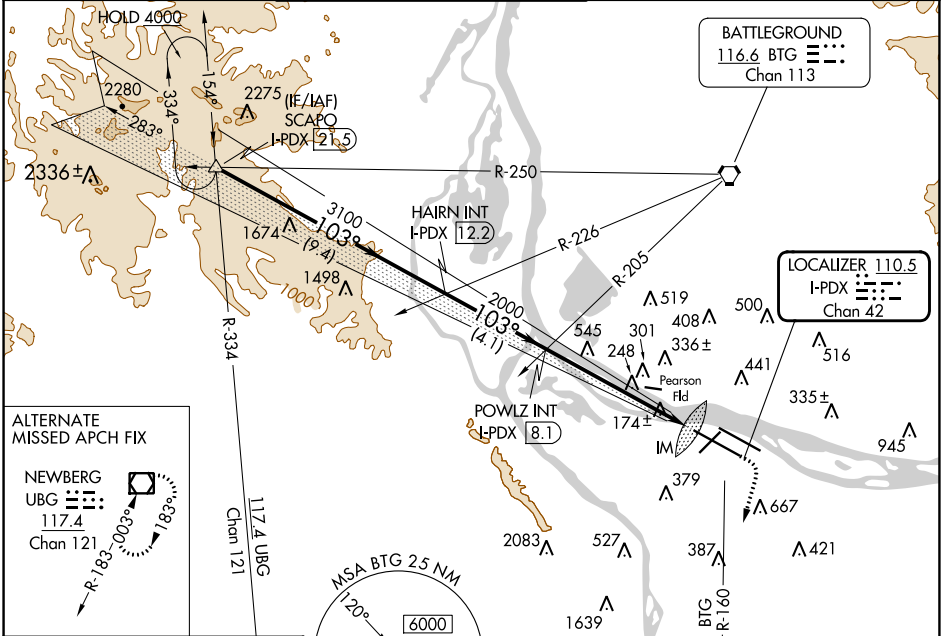 HOLD 4000
154°
334°
2280
283°
2275
(IF/IAF)
SCAPO
I-PDX 21.5
2336±
BATTLEGROUND
116.6 BTG
Chan 113
R-250
R-226
R-205
3100
103°
(9.4)
1674
1498
1000
HAIRN INT
I-PDX 12.2
2000
103°
(4.1)
LOCALIZER 110.5
I-PDX
Chan 42
519
500
408
545
301
336±
248
516
441
Pearson
Fld
335±
174±
945
POWLZ INT
I-PDX 8.1
IM
R-334
379
667
2083
527
387
421
1639
117.4 UBG
Chan 121
ALTERNATE
MISSED APCH FIX
NEWBERG
UBG
117.4
Chan 121
183°
R-183
003°
MSA BTG 25 NM
120°
6000
BTG
R-160